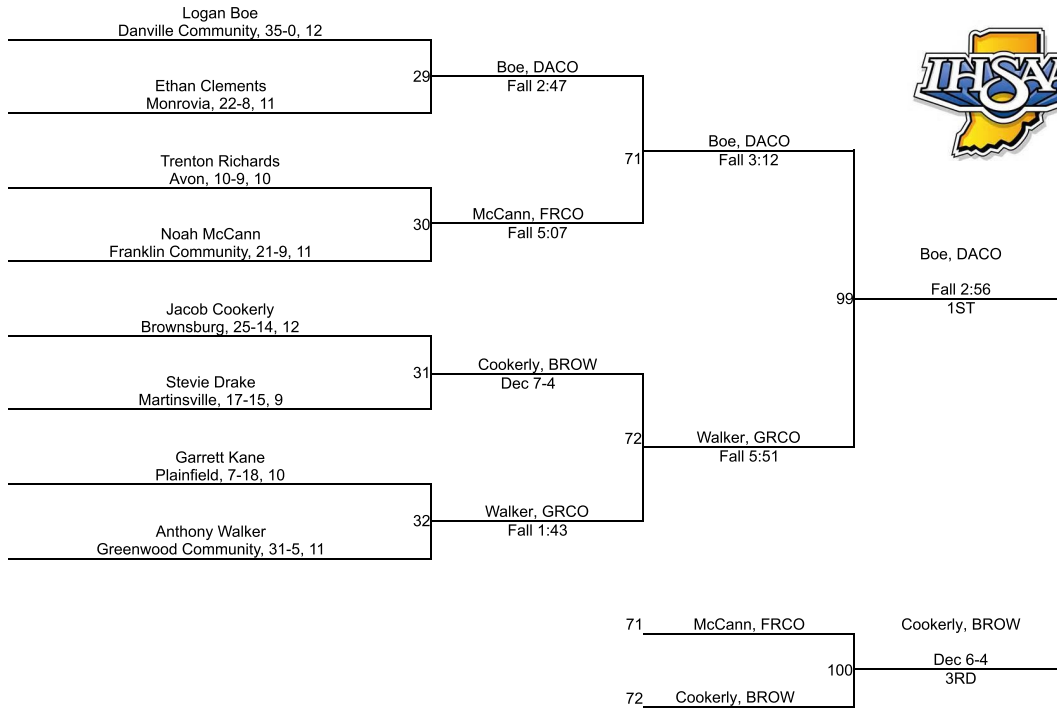 Logan Boe
Danville Community, 35-0, 12
29
Boe, DACO
Fall 2:47
Ethan Clements
Monrovia, 22-8, 11
IHSAA
71
Boe, DACO
Fall 3:12
Trenton Richards
Avon, 10-9, 10
30
McCann, FRCO
Fall 5:07
Noah McCann
Franklin Community, 21-9, 11
99
Boe, DACO
Fall 2:56
1ST
Jacob Cookerly
Brownsburg, 25-14, 12
31
Cookerly, BROW
Dec 7-4
Stevie Drake
Martinsville, 17-15, 9
72
Walker, GRCO
Fall 5:51
Garrett Kane
Plainfield, 7-18, 10
32
Walker, GRCO
Fall 1:43
Anthony Walker
Greenwood Community, 31-5, 11
71
McCann, FRCO
100
Cookerly, BROW
Dec 6-4
3RD
72
Cookerly, BROW